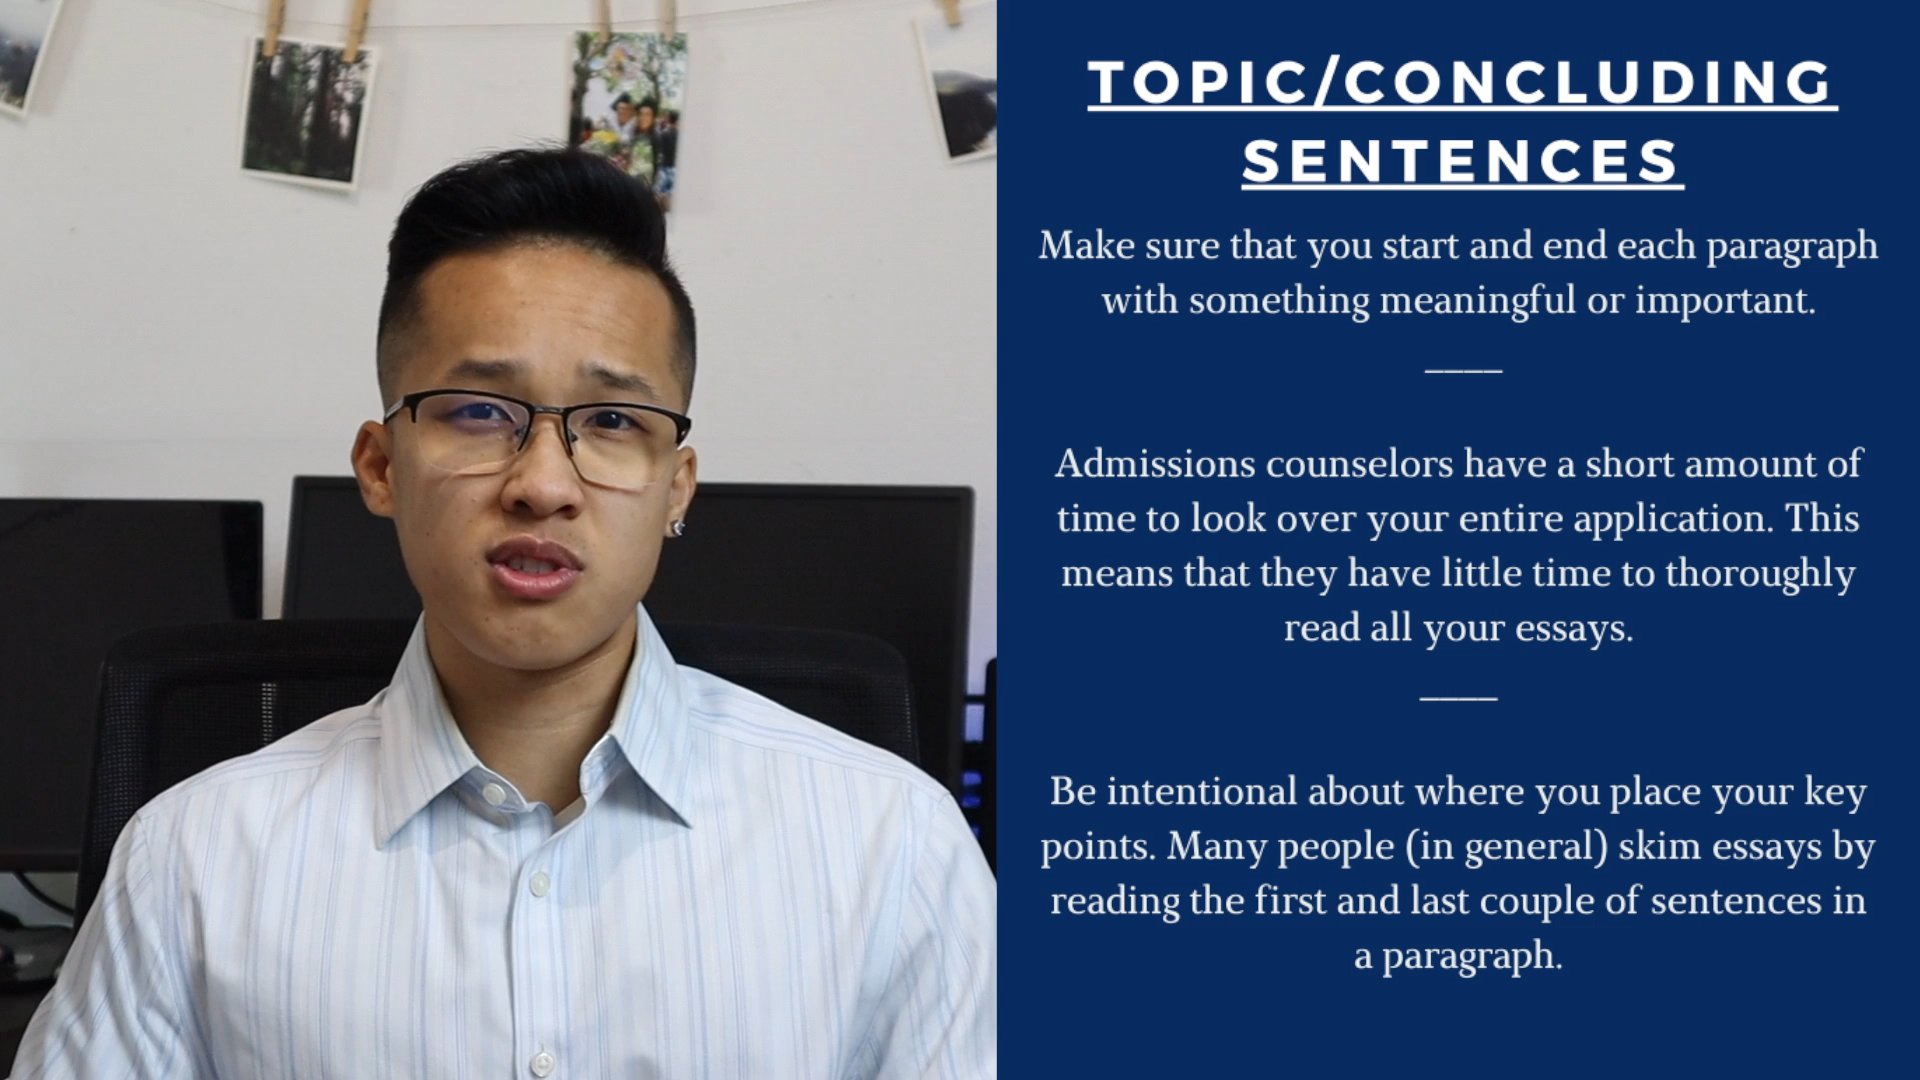 TOPIC/CONCLUDING
SENTENCES
Make sure that you start and end each paragraph
with something meaningful or important.
Admissions counselors have a short amount of
time to look over your entire application. This
means that they have little time to thoroughly
read all your essays.
Be intentional about where you place your key
points. Many people (in general) skim essays by
reading the first and last couple of sentences in
a paragraph.